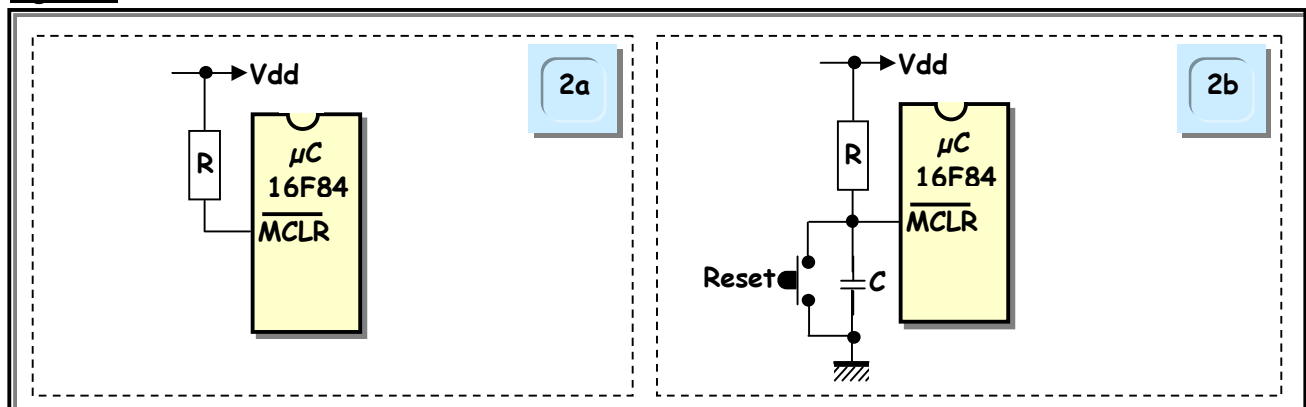 Vdd
2a
R
µC
16F84
MCLR
Vdd
2b
R
µC
16F84
MCLR
Reset
C